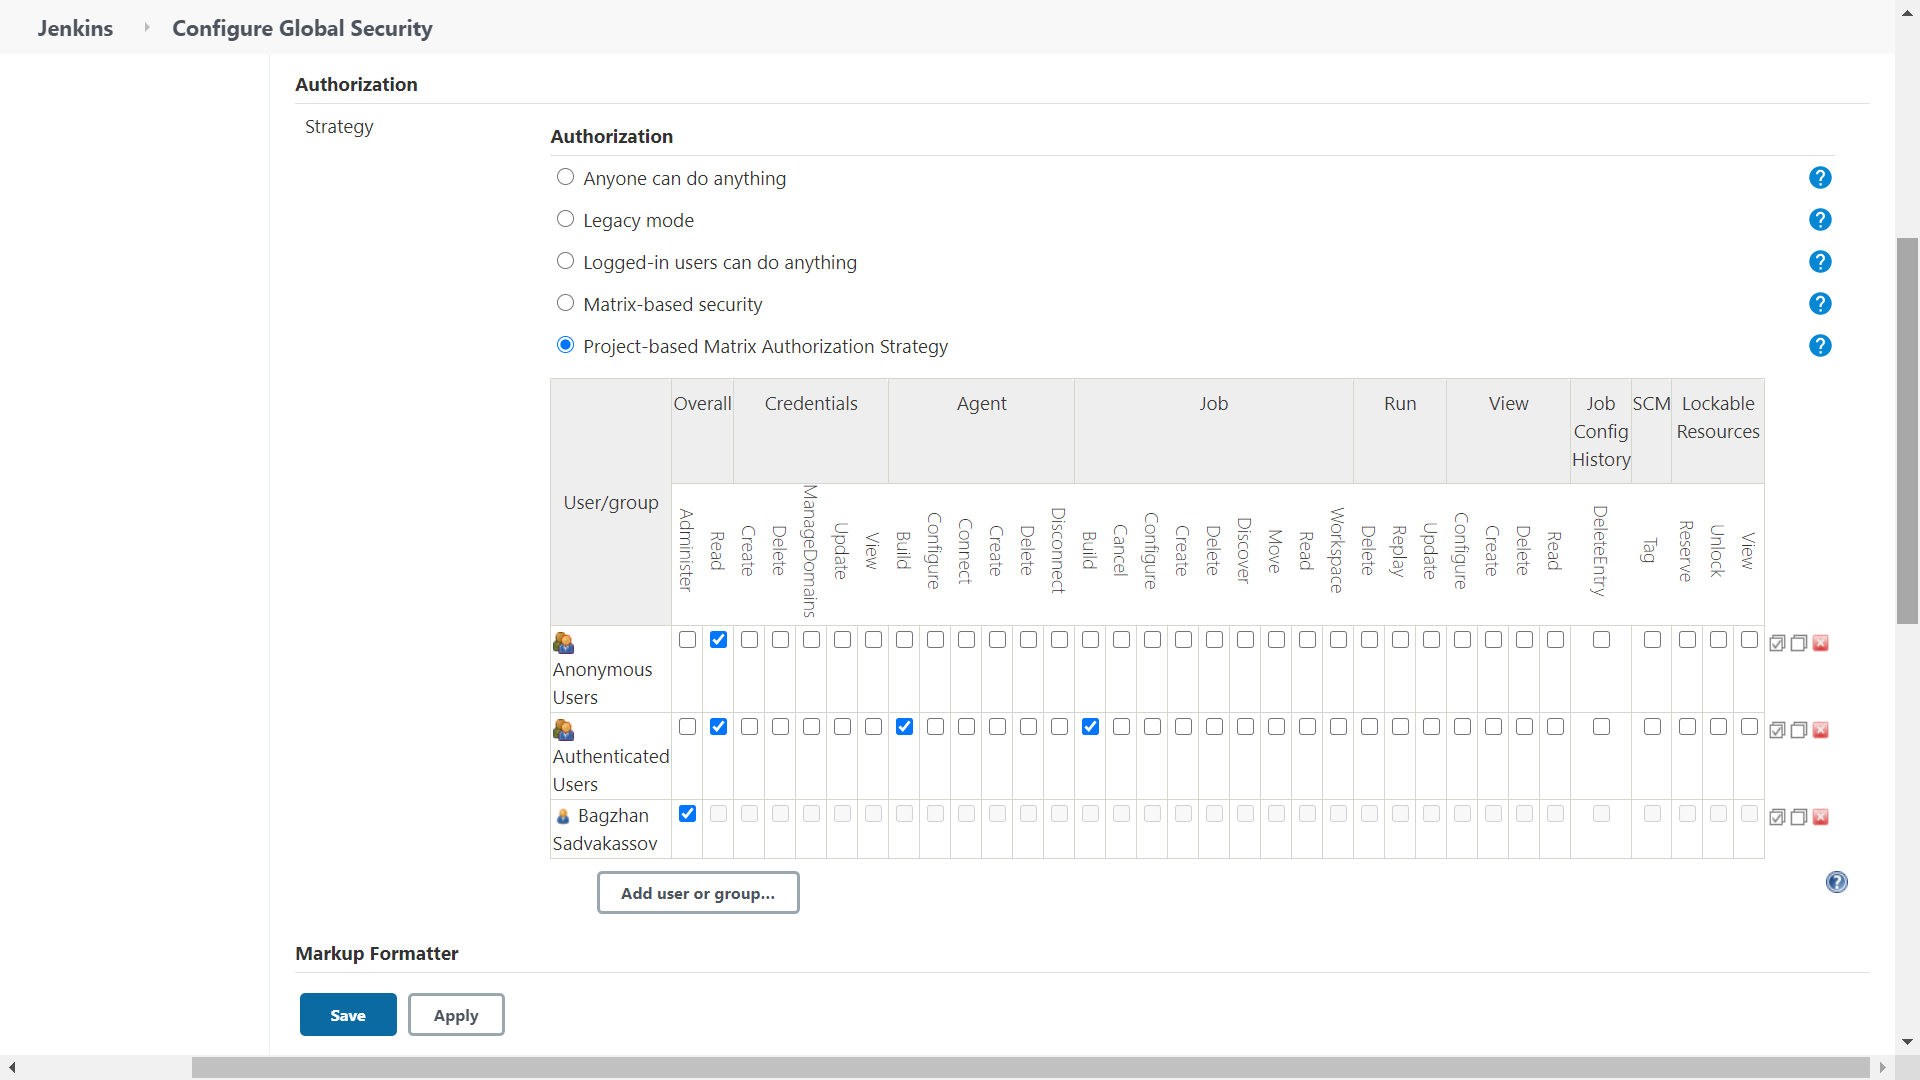 Jenkins
Configure Global Security
Authorization
Strategy
Authorization
Anyone can do anything
?
Legacy mode
?
Logged-in users can do anything
?
Matrix-based security
?
Project-based Matrix Authorization Strategy
?
User/group
Overall
Credentials
Agent
Job
Run
View
Job
Config
History
SCM
Lockable
Resources
Administer
Read
Create
Delete
ManageDomains
Update
View
Build
Configure
Connect
Create
Delete
Disconnect
Build
Cancel
Configure
Create
Delete
Discover
Move
Read
Workspace
Delete
Replay
Update
Configure
Create
Delete
Read
DeleteEntry
Tag
Reserve
Unlock
View
Anonymous
Users
Authenticated
Users
Bagzhan
Sadvakassov
Add user or group...
?
Markup Formatter
Save
Apply